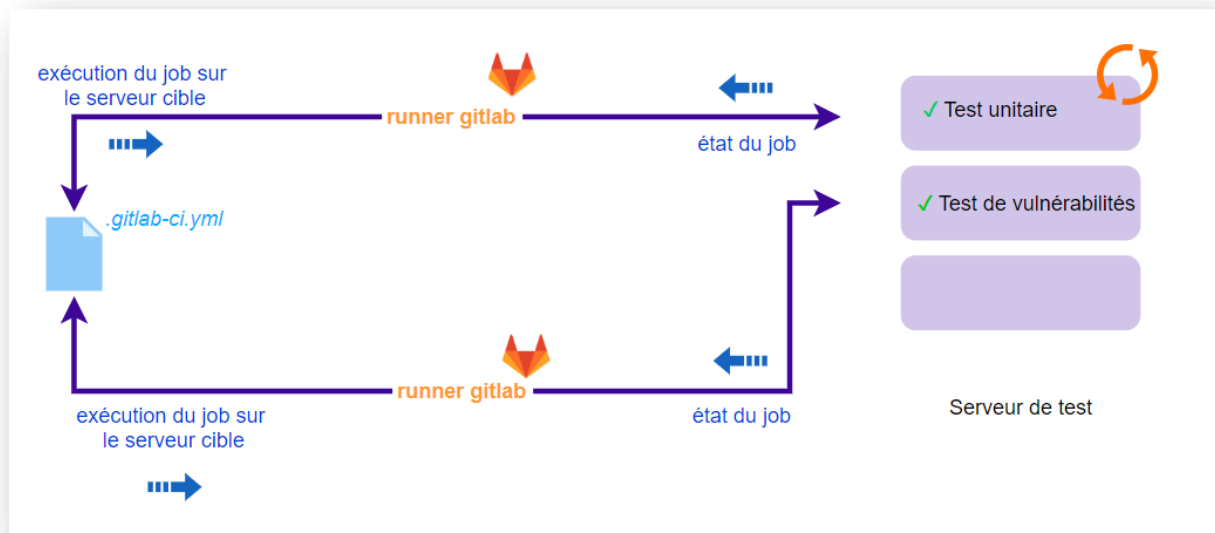 exécution du job sur
le serveur cible
runner gitlab
état du job
✓ Test unitaire
.gitlab-ci.yml
✓ Test de vulnérabilités
runner gitlab
exécution du job sur
le serveur cible
état du job
Serveur de test